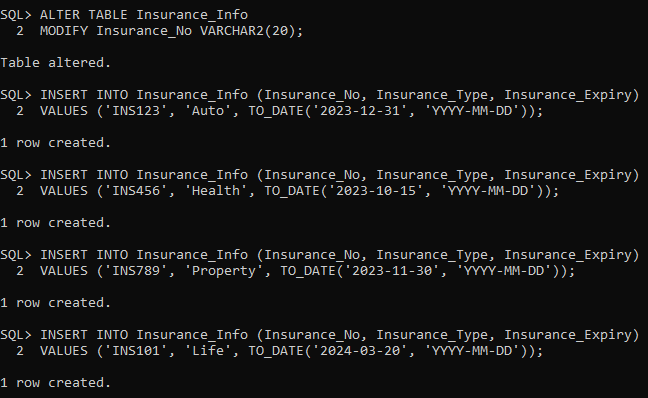 SQL> ALTER TABLE Insurance_Info
2 MODIFY Insurance_No VARCHAR2(20);
Table altered.
SQL> INSERT INTO Insurance_Info (Insurance_No, Insurance_Type, Insurance_Expiry)
2 VALUES ('INS123', 'Auto', TO_DATE('2023-12-31', 'YYYY-MM-DD'));
1 row created.
SQL> INSERT INTO Insurance_Info (Insurance_No, Insurance_Type, Insurance_Expiry)
2 VALUES ('INS456', 'Health', TO_DATE('2023-10-15', 'YYYY-MM-DD'));
1 row created.
SQL> INSERT INTO Insurance_Info (Insurance_No, Insurance_Type, Insurance_Expiry)
2 VALUES ('INS789', 'Property', TO_DATE('2023-11-30', 'YYYY-MM-DD'));
1 row created.
SQL> INSERT INTO Insurance_Info (Insurance_No, Insurance_Type, Insurance_Expiry)
2 VALUES ('INS101', 'Life', TO_DATE('2024-03-20', 'YYYY-MM-DD'));
1 row created.